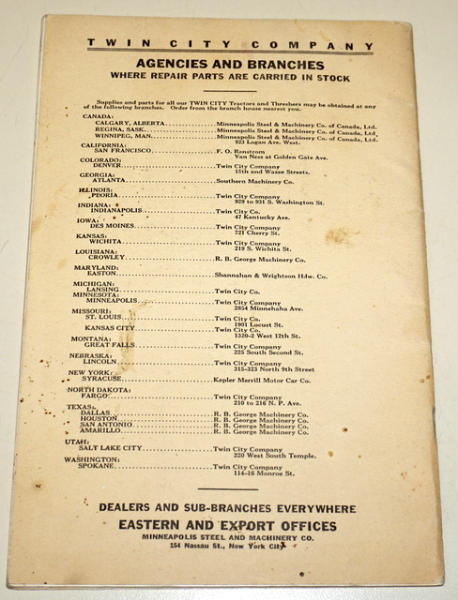 TWIN CITY COMPANY
AGENCIES AND BRANCHES
WHERE REPAIR PARTS ARE CARRIED IN STOCK
Supplies and parts for all our TWIN CITY Tractors and Threshers may be obtained at any
of the following branches. Order from the branch house nearest you.
CANADA:
CALGARY, ALBERTA Minneapolis Steel & Machinery Co. of Canada, Ltd.
REGINA, SASK. Minneapolis Steel & Machinery Co. of Canada, Ltd.
WINNIPEG, MAN. Minneapolis Steel & Machinery Co. of Canada, Ltd.
923 Logan Ave. West.
CALIFORNIA:
SAN FRANCISCO F. O. Renstrom
Van Ness at Golden Gate Ave.
COLORADO:
DENVER Twin City Company
15th and Wazee Streets.
GEORGIA:
ATLANTA Southern Machinery Co.
ILLINOIS:
PEORIA Twin City Company
929 to 931 S. Washington St.
INDIANA:
INDIANAPOLIS Twin City Co.
47 Kentucky Ave.
IOWA:
DES MOINES Twin City Company
721 Cherry St.
KANSAS:
WICHITA Twin City Company
219 S. Wichita St.
LOUISIANA:
CROWLEY R. B. George Machinery Co.
MARYLAND:
EASTON Shannahan & Wrightson Hdw. Co.
MICHIGAN:
LANSING Twin City Co.
MINNESOTA:
MINNEAPOLIS Twin City Company
2854 Minnehaha Ave.
MISSOURI:
ST. LOUIS Twin City Co.
1901 Locust St.
KANSAS CITY Twin City Co.
1320-2 West 12th St.
MONTANA:
GREAT FALLS Twin City Company
225 South Second St.
NEBRASKA:
LINCOLN Twin City Company
315-323 North 9th Street
NEW YORK:
SYRACUSE Kepler Merrill Motor Car Co.
NORTH DAKOTA:
FARGO Twin City Company
210 to 216 N. P. Ave.
TEXAS:
DALLAS R. B. George Machinery Co.
HOUSTON R. B. George Machinery Co.
SAN ANTONIO R. B. George Machinery Co.
AMARILLO R. B. George Machinery Co.
UTAH:
SALT LAKE CITY Twin City Company
220 West South Temple.
WASHINGTON:
SPOKANE Twin City Company
114-16 Monroe St.
DEALERS AND SUB-BRANCHES EVERYWHERE
EASTERN AND EXPORT OFFICES
MINNEAPOLIS STEEL AND MACHINERY CO.
154 Nassau St., New York City